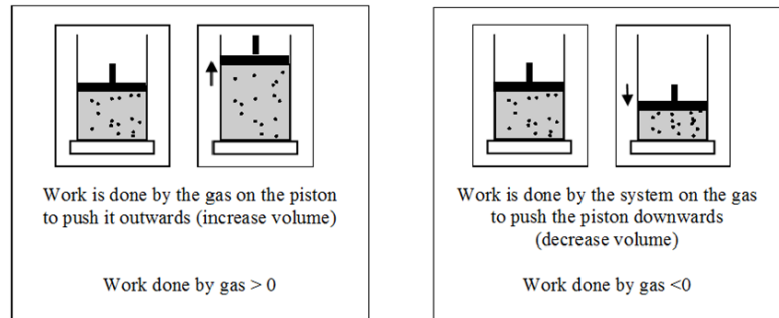 Work is done by the gas on the piston
to push it outwards (increase volume)
Work done by gas > 0
Work is done by the system on the gas
to push the piston downwards
(decrease volume)
Work done by gas <0